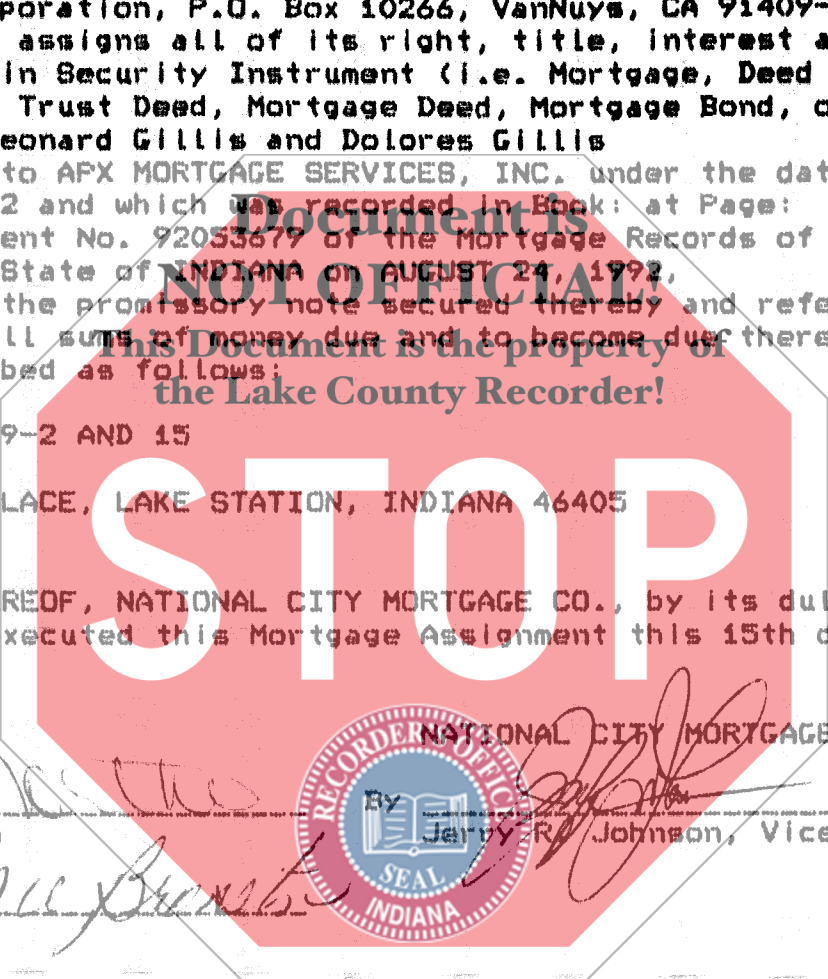 poration, P.O. Box 10266, VanNuys, CA 91409-
assigns all of its right, title, interest a
in Security Instrument (i.e. Mortgage, Deed
Trust Deed, Mortgage Deed, Mortgage Bond, o
eonard Gillis and Dolores Gillis
to APX MORTGAGE SERVICES, INC. under the dat
2 and which was recorded in Book: at Page:
Document is
ent No. 92053679 of the Mortgage Records of
State of INDIANA on AUGUST 24, 1992,
NOT OFFICIAL!
the promissory note secured thereby and refe
ll sums of money due and to become due there
This Document is the property of
bed as follows:
the Lake County Recorder!
9-2 AND 15
STOP
LACE, LAKE STATION, INDIANA 46405
REOF, NATIONAL CITY MORTGAGE CO., by its dul
xecuted this Mortgage Assignment this 15th d
NATIONAL CITY MORTGAGE
RECORDER'S OFFICE
By
Jerry R. Johnson, Vice
SEAL
INDIANA